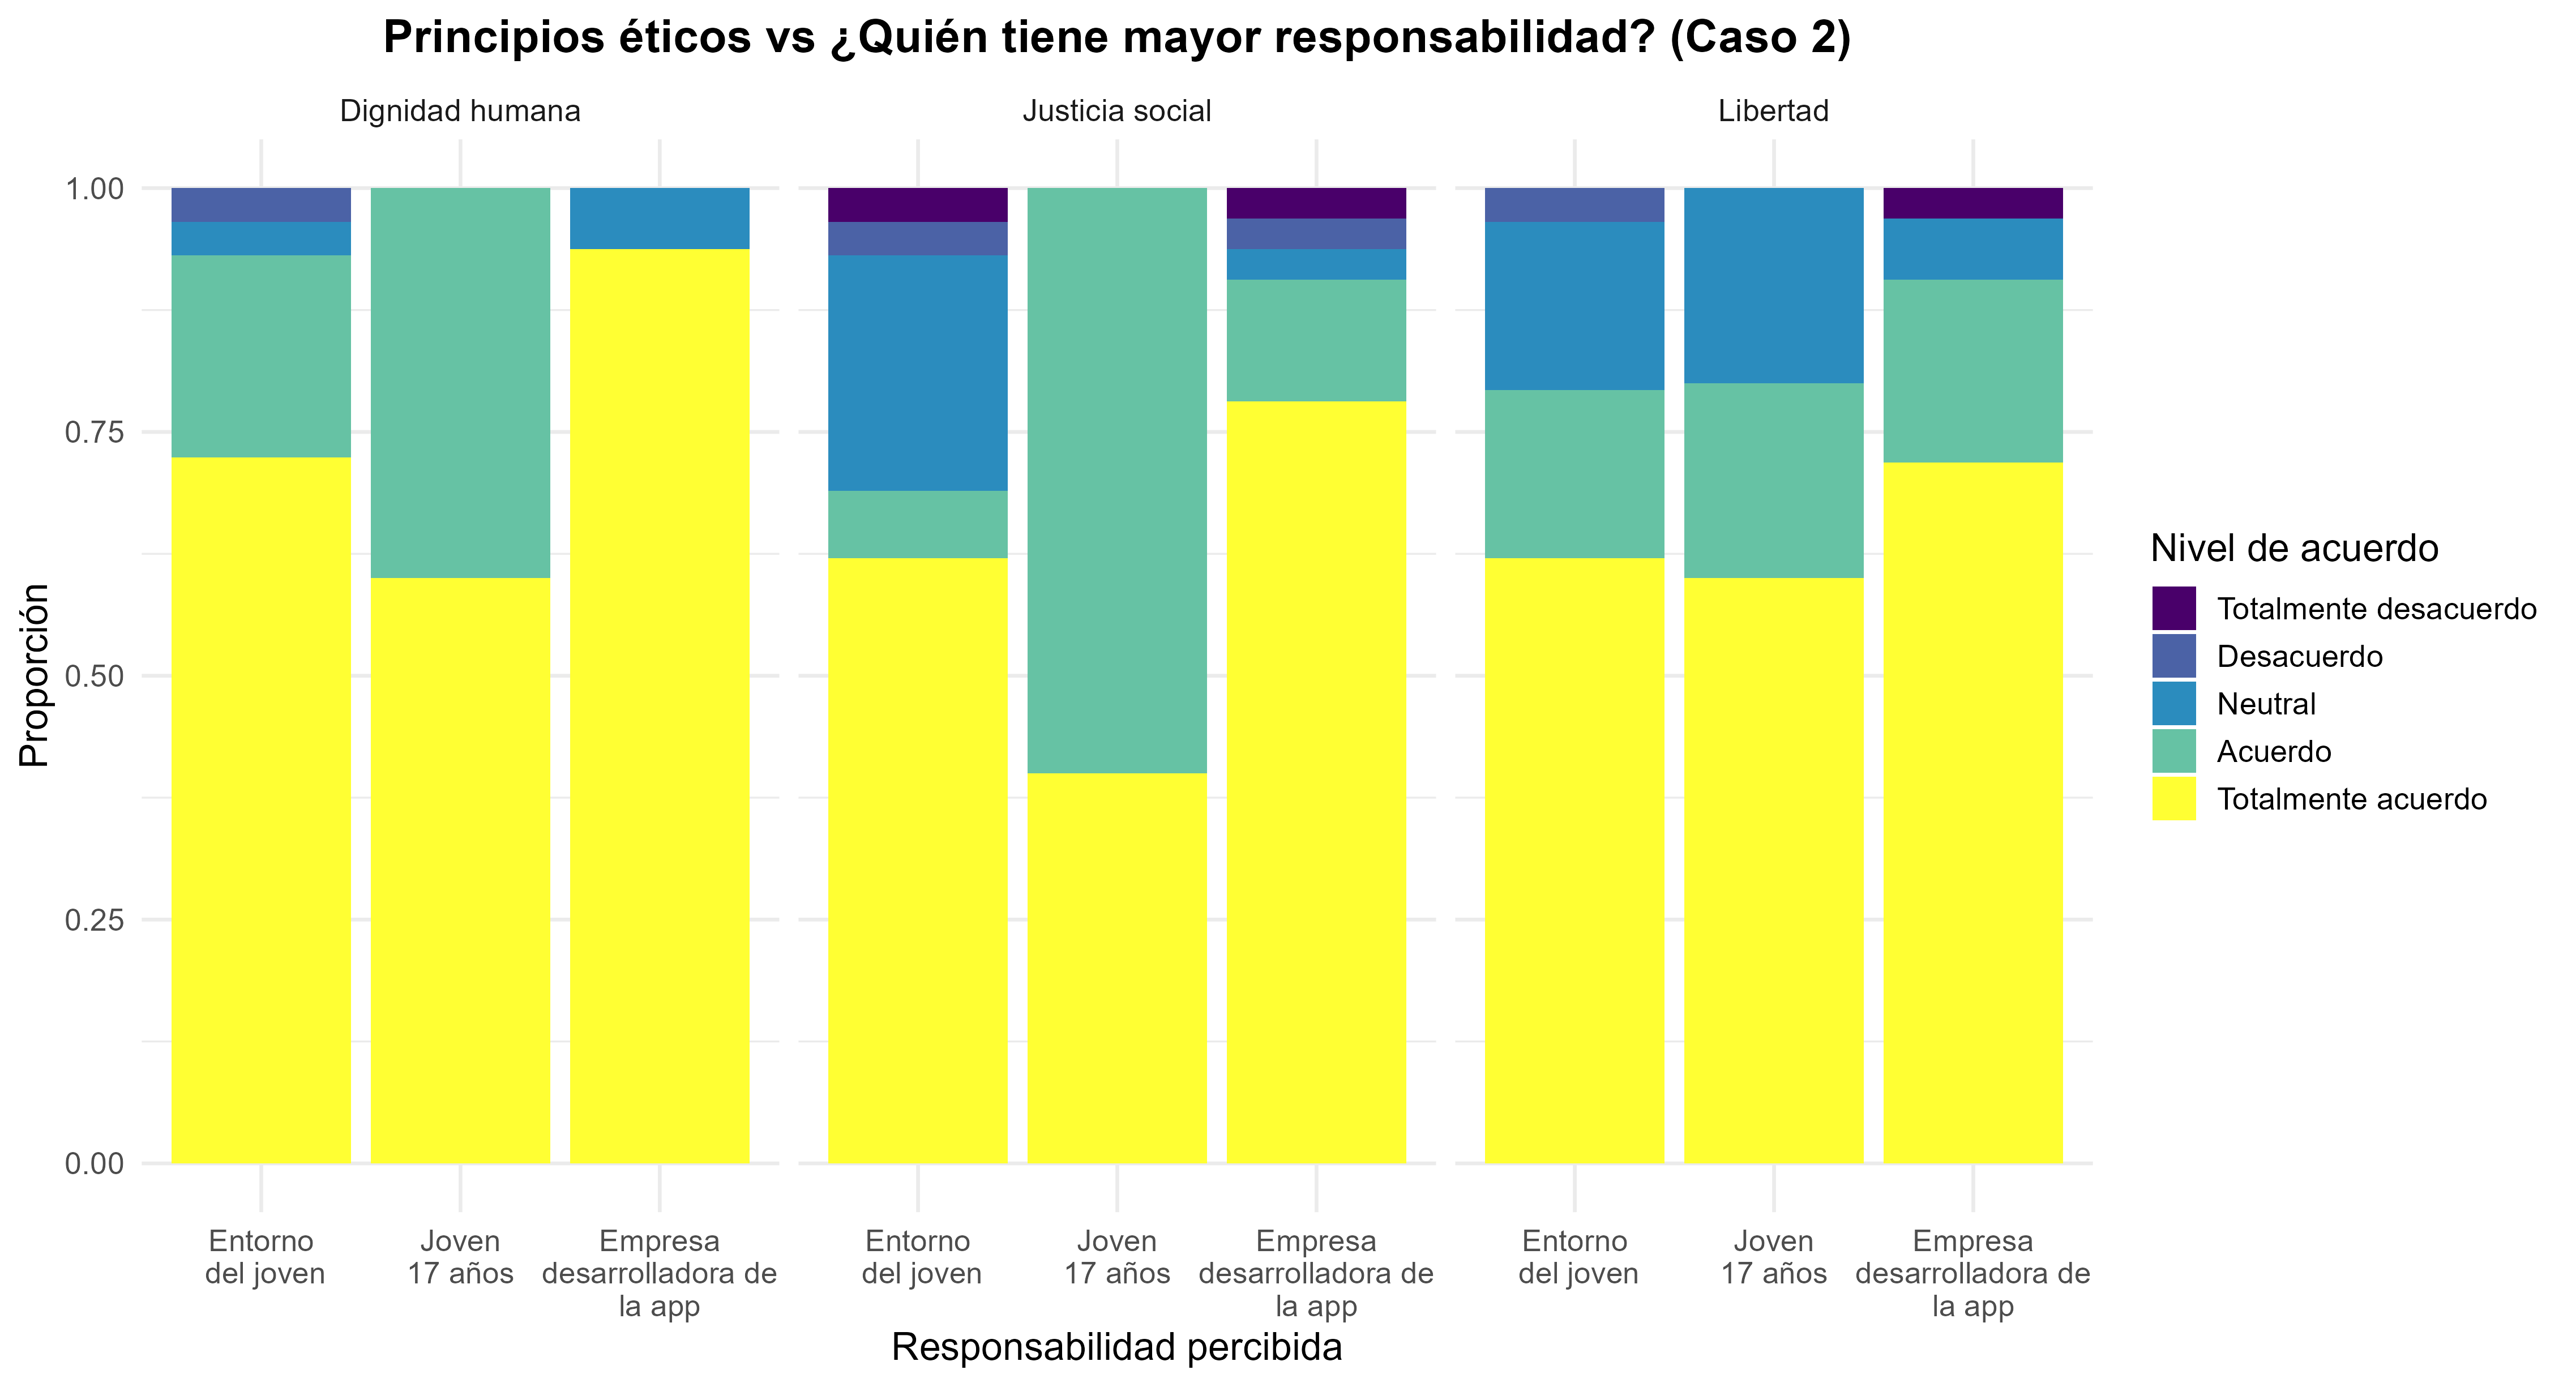 Principios éticos vs ¿Quién tiene mayor responsabilidad? (Caso 2)
Dignidad humana
Justicia social
Libertad
Proporción
1.00
0.75
0.50
0.25
0.00
Entorno
del joven
Joven
17 años
Empresa
desarrolladora de
la app
Entorno
del joven
Joven
17 años
Empresa
desarrolladora de
la app
Entorno
del joven
Joven
17 años
Empresa
desarrolladora de
la app
Responsabilidad percibida
Nivel de acuerdo
Totalmente desacuerdo
Desacuerdo
Neutral
Acuerdo
Totalmente acuerdo